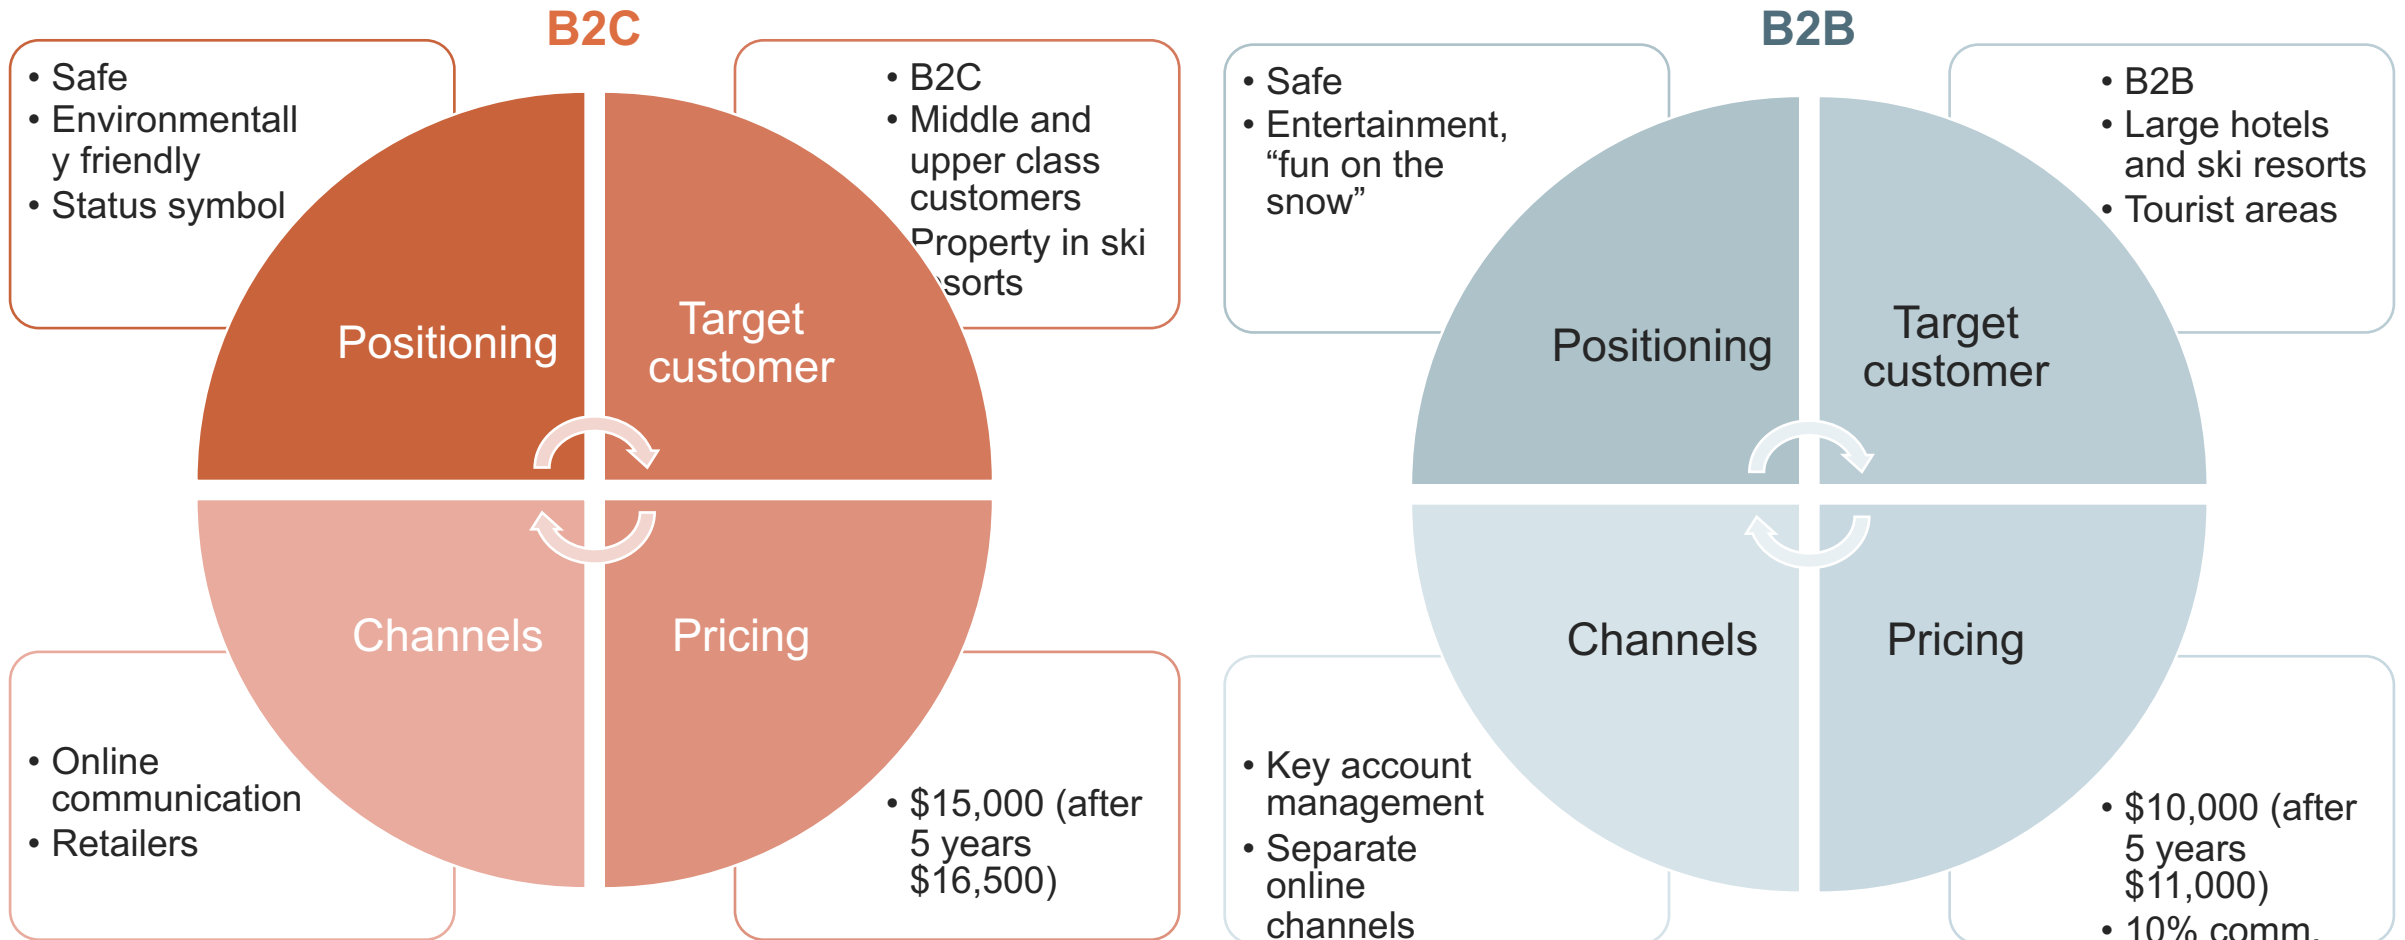 B2C
• Safe
• Environmentall
y friendly
• Status symbol
• B2C
• Middle and
upper class
customers
Property in ski
sorts
Positioning
Target
customer
Channels
Pricing
• Online
communication
• Retailers
• $15,000 (after
5 years
$16,500)
B2B
• Safe
• Entertainment,
“fun on the
snow”
• B2B
• Large hotels
and ski resorts
• Tourist areas
Positioning
Target
customer
Channels
Pricing
• Key account
management
• Separate
online
channels
• $10,000 (after
5 years
$11,000)
• 10% comm.